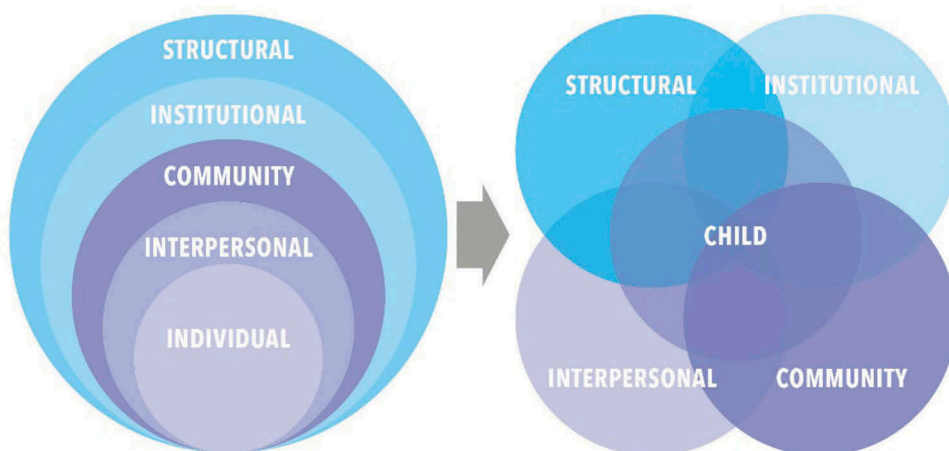 STRUCTURAL
INSTITUTIONAL
COMMUNITY
INTERPERSONAL
INDIVIDUAL
STRUCTURAL
INSTITUTIONAL
CHILD
INTERPERSONAL
COMMUNITY